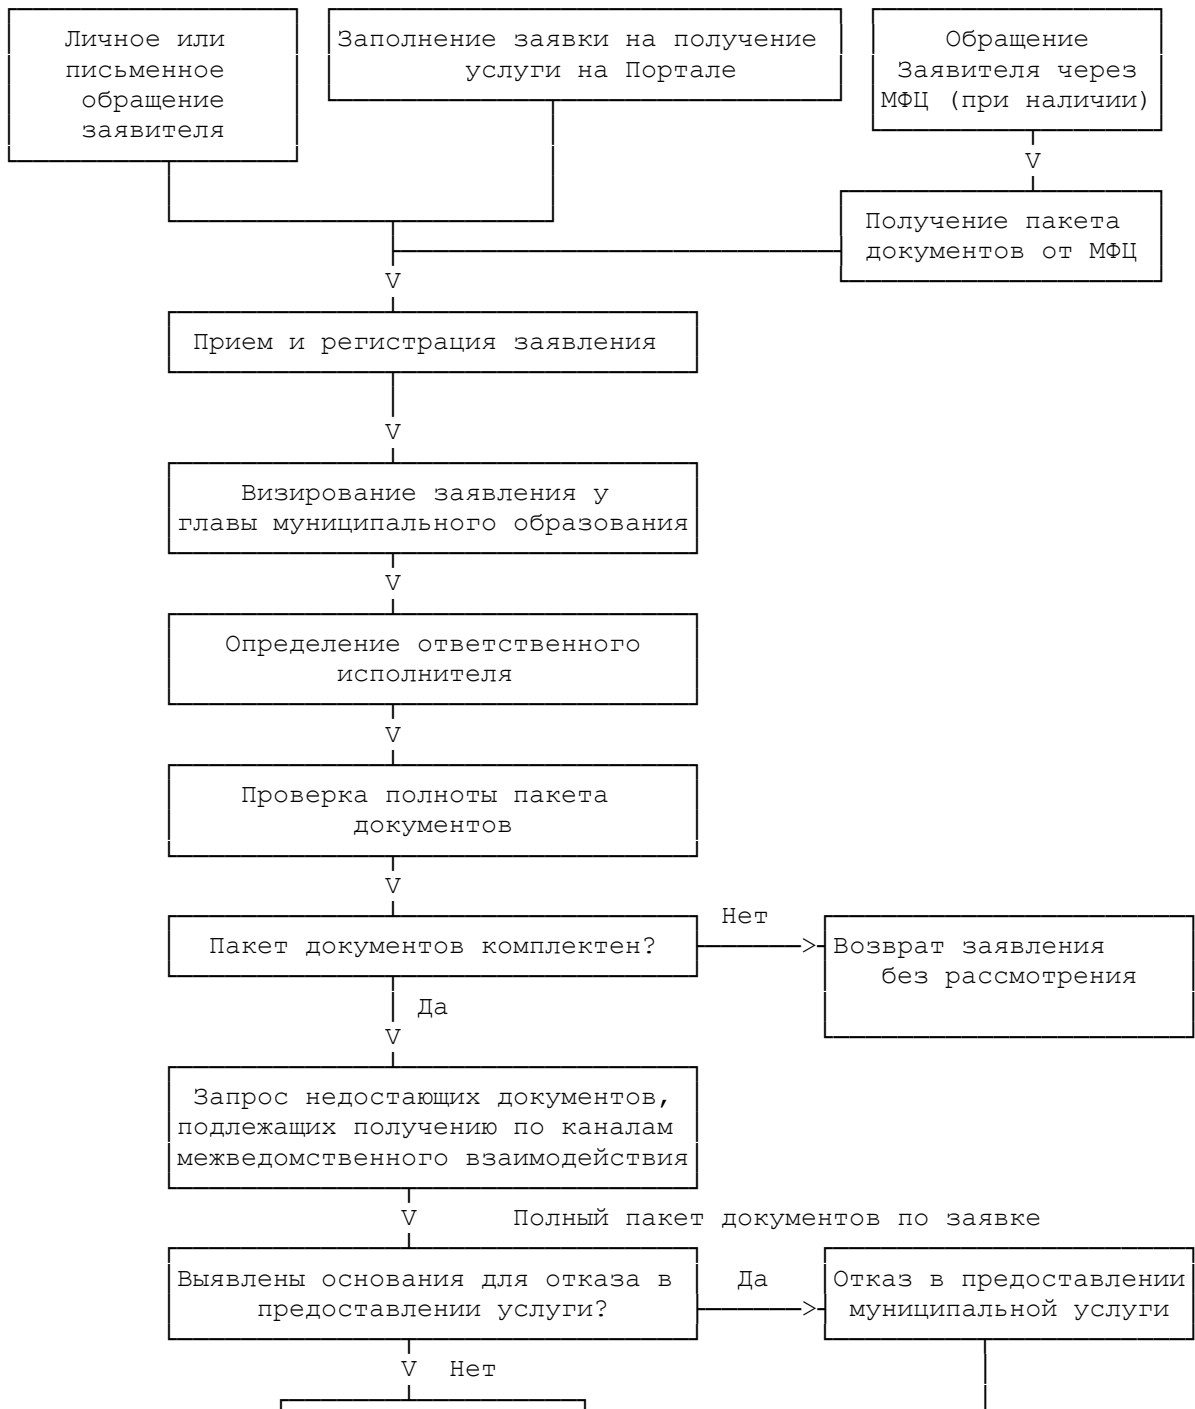 Личное или
письменное
обращение
заявителя
Заполнение заявки на получение
услуги на Портале
Обращение
Заявителя через
МФЦ (при наличии)
V
Получение пакета
документов от МФЦ
V
Прием и регистрация заявления
V
Визирование заявления у
главы муниципального образования
V
Определение ответственного
исполнителя
V
Проверка полноты пакета
документов
V
Пакет документов комплектен?
Нет
>
Возврат заявления
без рассмотрения
Да
V
Запрос недостающих документов,
подлежащих получению по каналам
межведомственного взаимодействия
V
Полный пакет документов по заявке
Выявлены основания для отказа в
предоставлении услуги?
Да
>
Отказ в предоставлении
муниципальной услуги
V Нет